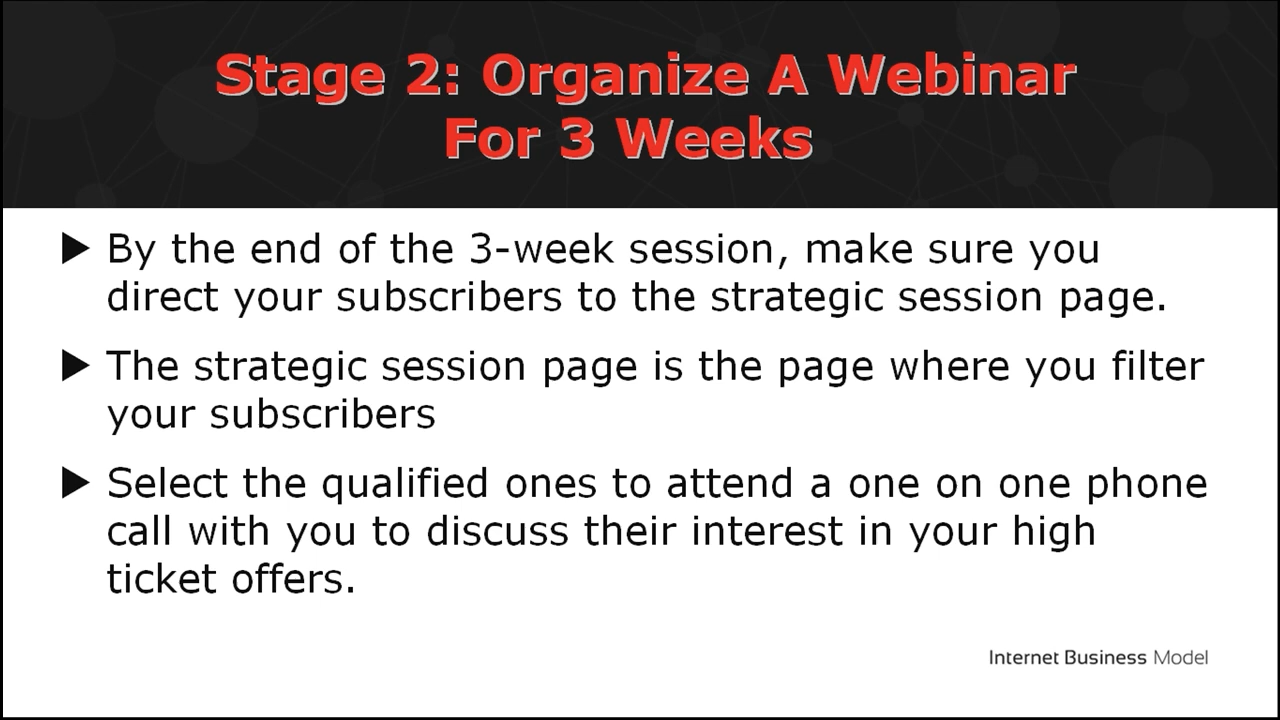 Stage 2: Organize A Webinar
For 3 Weeks
By the end of the 3-week session, make sure you
direct your subscribers to the strategic session page.
The strategic session page is the page where you filter
your subscribers
Select the qualified ones to attend a one on one phone
call with you to discuss their interest in your high
ticket offers.
Internet Business Model